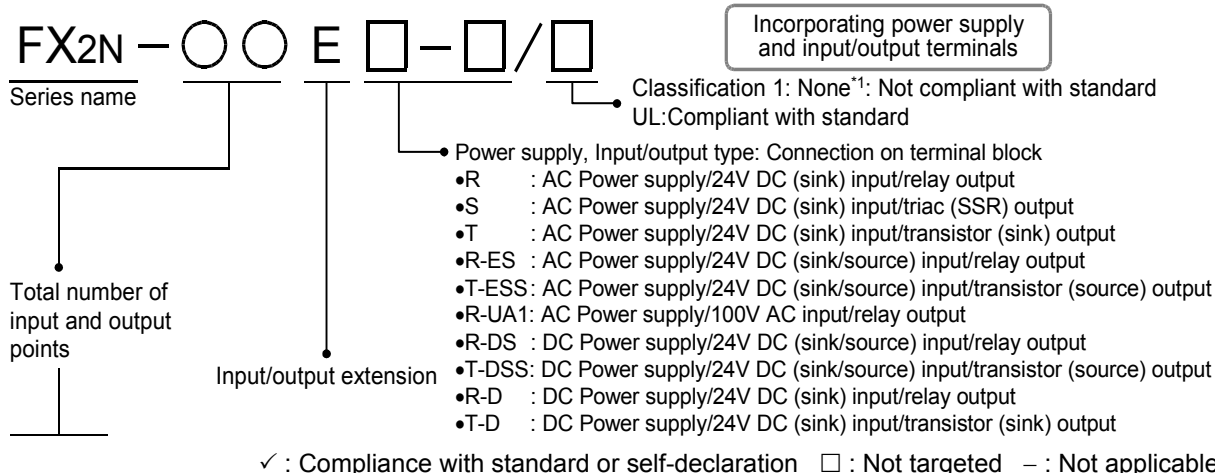 Incorporating power supply
and input/output terminals
FX2N – ○○ E □ – □ / □
Series name
Classification 1: None*1: Not compliant with standard
UL:Compliant with standard
Power supply, Input/output type: Connection on terminal block
•R : AC Power supply/24V DC (sink) input/relay output
•S : AC Power supply/24V DC (sink) input/triac (SSR) output
•T : AC Power supply/24V DC (sink) input/transistor (sink) output
•R-ES : AC Power supply/24V DC (sink/source) input/relay output
•T-ESS: AC Power supply/24V DC (sink/source) input/transistor (source) output
•R-UA1: AC Power supply/100V AC input/relay output
•R-DS : DC Power supply/24V DC (sink/source) input/relay output
•T-DSS: DC Power supply/24V DC (sink/source) input/transistor (source) output
•R-D : DC Power supply/24V DC (sink) input/relay output
•T-D : DC Power supply/24V DC (sink) input/transistor (sink) output
Total number of
input and output
points
Input/output extension
✓ : Compliance with standard or self-declaration □ : Not targeted – : Not applicable